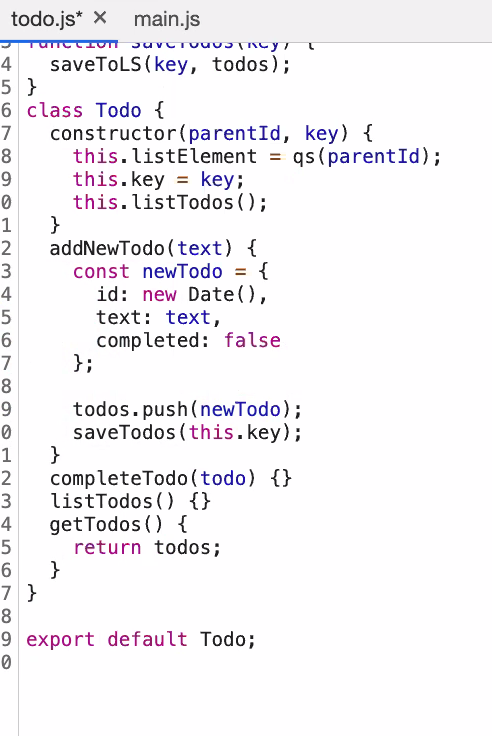 todo.js* × main.js
3 function saveTodos(key) {
4   saveToLS(key, todos);
5 }
6 class Todo {
7   constructor(parentId, key) {
8     this.listElement = qs(parentId);
9     this.key = key;
0     this.listTodos();
1   }
2   addNewTodo(text) {
3     const newTodo = {
4       id: new Date(),
5       text: text,
6       completed: false
7     };
8
9     todos.push(newTodo);
0     saveTodos(this.key);
1   }
2   completeTodo(todo) {}
3   listTodos() {}
4   getTodos() {
5     return todos;
6   }
7 }
8
9 export default Todo;
0